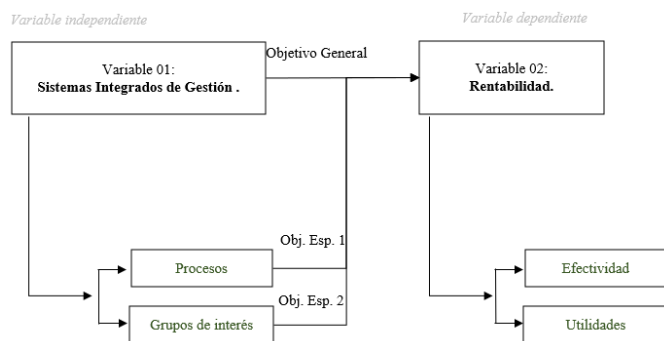 Variable independiente
Variable dependiente
Objetivo General
Variable 01:
Sistemas Integrados de Gestión .
Variable 02:
Rentabilidad.
Obj. Esp. 1
Procesos
Efectividad
Obj. Esp. 2
Grupos de interés
Utilidades